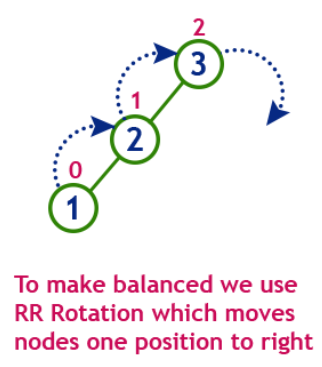 2
3
1
2
0
1
To make balanced we use
RR Rotation which moves
nodes one position to right